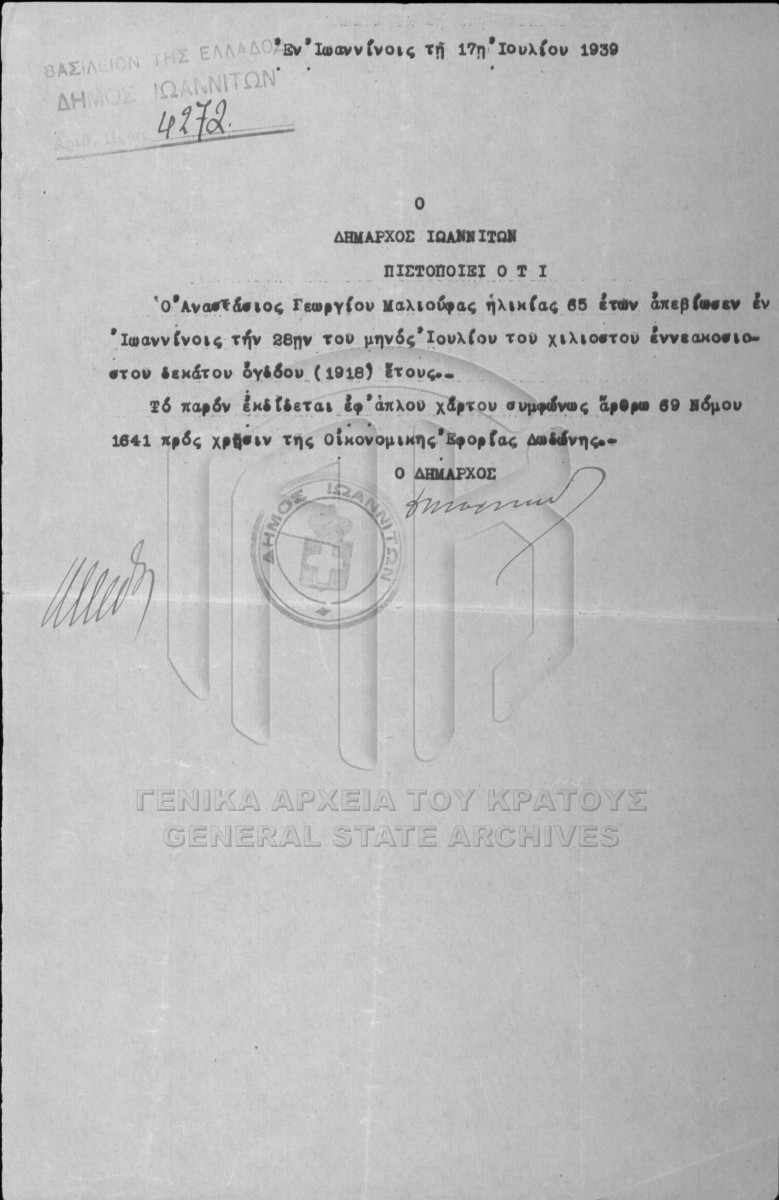 Ἐν Ἰωαννίνοις τῇ 17ῃ Ἰουλίου 1939
ΒΑΣΙΛΕΙΟΝ ΤΗΣ ΕΛΛΑΔΟΣ
ΔΗΜΟΣ ΙΩΑΝΝΙΤΩΝ
Αριθ. Πρωτ. 4272.
Ο
ΔΗΜΑΡΧΟΣ ΙΩΑΝΝΙΤΩΝ
ΠΙΣΤΟΠΟΙΕΙ Ο Τ Ι
Ὁ Ἀναστάσιος Γεωργίου Μαλιούφας ἡλικίας 65 ἐτῶν ἀπεβίωσεν ἐν
Ἰωαννίνοις τήν 28ην του μηνός Ἰουλίου του χιλιοστου ἐννεακοσιο-
στου δεκάτου ὀγδόου (1918) ἔτους.-
Τό παρόν ἐκδίδεται ἐφ' ἁπλου χάρτου συμφώνως ἄρθρω 69 Νόμου
1641 πρός χρῆσιν τῆς Οἰκονομικῆς Ἐφορίας Δωδώνης.-
Ο ΔΗΜΑΡΧΟΣ
ΔΗΜΟΣ ΙΩΑΝΝΙΤΩΝ
ΓΕΝΙΚΑ ΑΡΧΕΙΑ ΤΟΥ ΚΡΑΤΟΥΣ
GENERAL STATE ARCHIVES